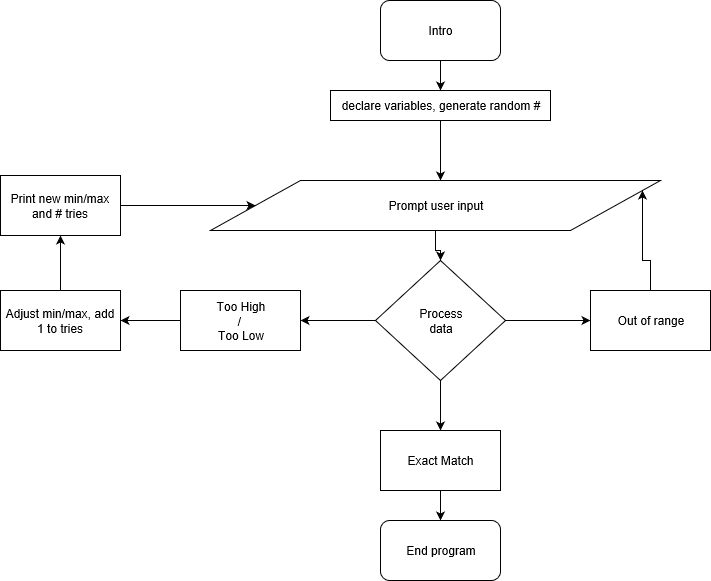 Intro
declare variables, generate random #
Print new min/max
and # tries
Prompt user input
Adjust min/max, add
1 to tries
Too High
/
Too Low
Process
data
Out of range
Exact Match
End program